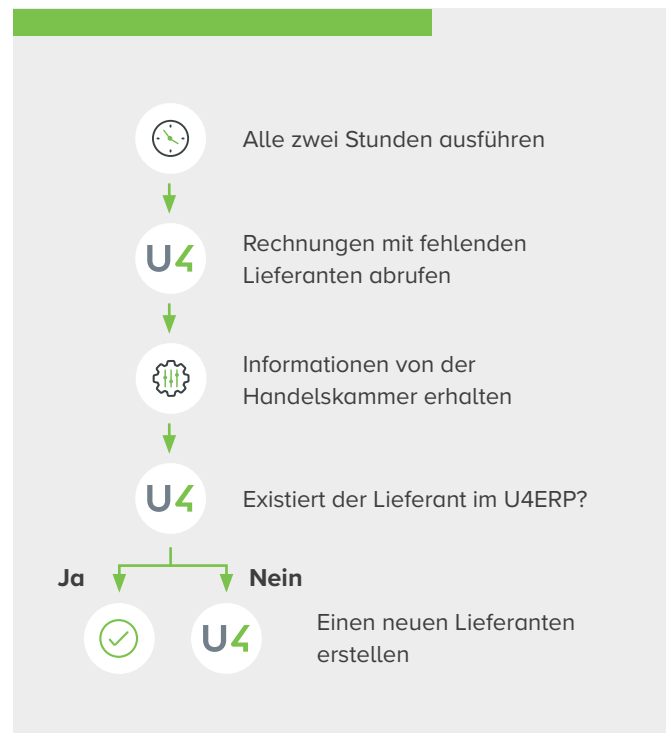 Alle zwei Stunden ausführen
U4
Rechnungen mit fehlenden
Lieferanten abrufen
Informationen von der
Handelskammer erhalten
U4
Existiert der Lieferant im U4ERP?
Ja
Nein
U4
Einen neuen Lieferanten
erstellen